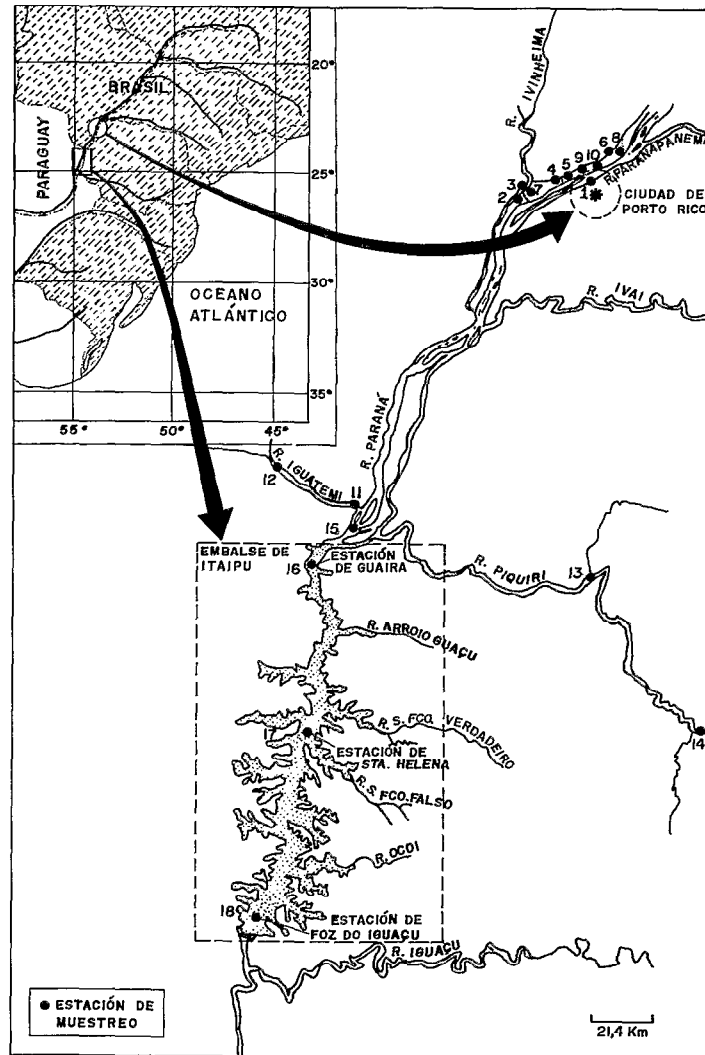 BRASIL
PARAGUAY
OCEANO
ATLÁNTICO
20°
25°
30°
35°
55°
50°
45°
R. IVINHEIMA
6 8
4 5 9 10
3
2
7
1
R. PARANAPANEMA
CIUDAD DE
PORTO RICO
R. IVAI
R. PARANÁ
R. IGUATEMI
12
11
15
EMBALSE DE
ITAIPU
16
ESTACIÓN
DE GUAIRA
R. PIQUIRI
13
R. ARROIO GUAÇU
R. S. FCO. VERDADEIRO
17
14
ESTACIÓN DE
STA. HELENA
R. S. FCO. FALSO
R. OCOI
18
ESTACIÓN DE
FOZ DO IGUAÇU
R. IGUAÇU
ESTACIÓN DE
MUESTREO
21,4 Km